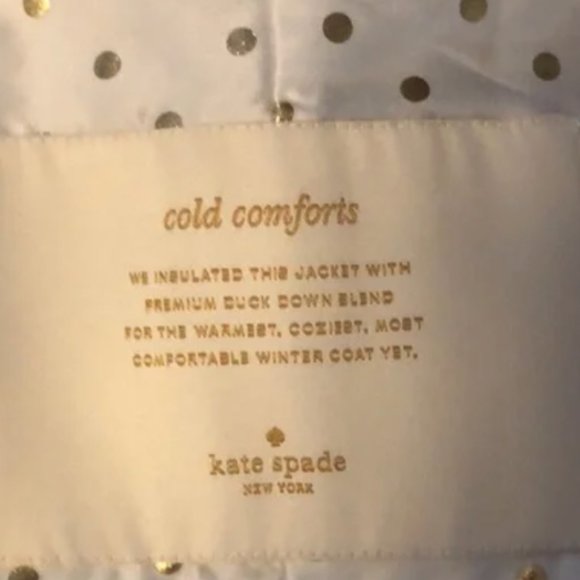 cold comforts
WE INSULATED THIS JACKET WITH
PREMIUM DUCK DOWN BLEND
FOR THE WARMEST, COZIEST, MOST
COMFORTABLE WINTER COAT YET.
kate spade
NEW YORK